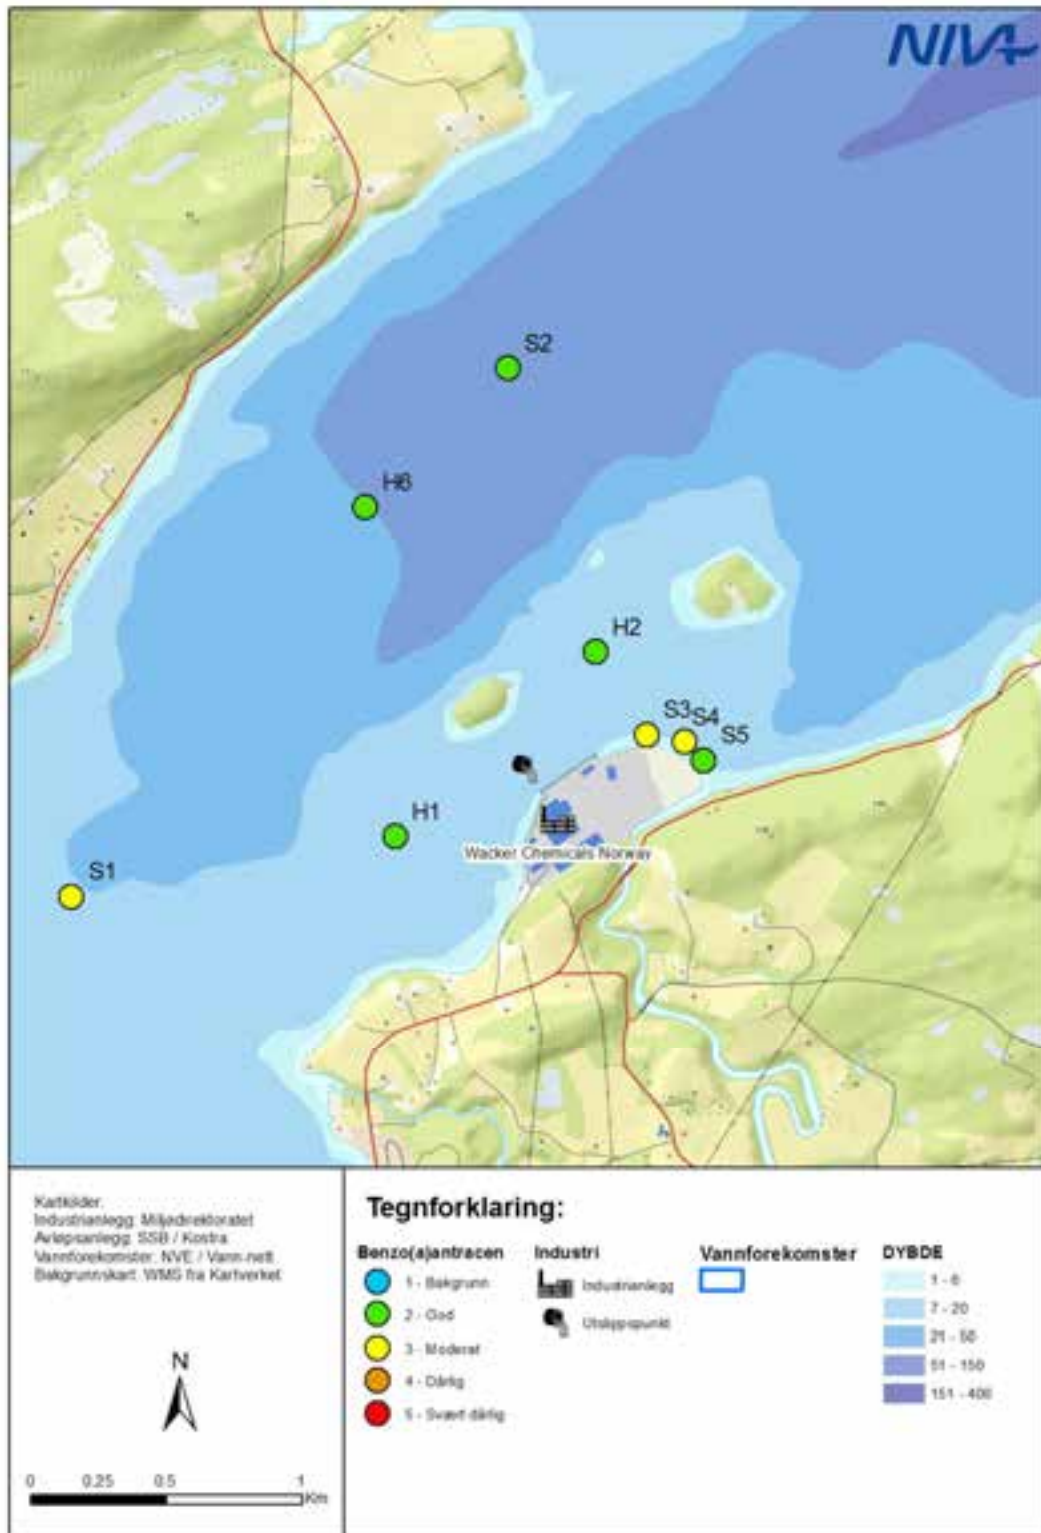 NIVA
S2
H6
H2
S3
S4
S5
H1
Wacker Chemicals Norway
S1
Kartkilder:
Industrianlegg: Miljødirektoratet
Avløpsanlegg: SSB / Kostra
Vannforekomster: NVE / Vann-nett
Bakgrunnskart: WMS fra Kartverket
N
0 0.25 0.5 1
Km
Tegnforklaring:
Benzo(a)antracen
1 - Bakgrunn
2 - God
3 - Moderat
4 - Dårlig
5 - Svært dårlig
Industri
Industrianlegg
Utslippspunkt
Vannforekomster
DYBDE
1 - 6
7 - 20
21 - 50
51 - 150
151 - 400